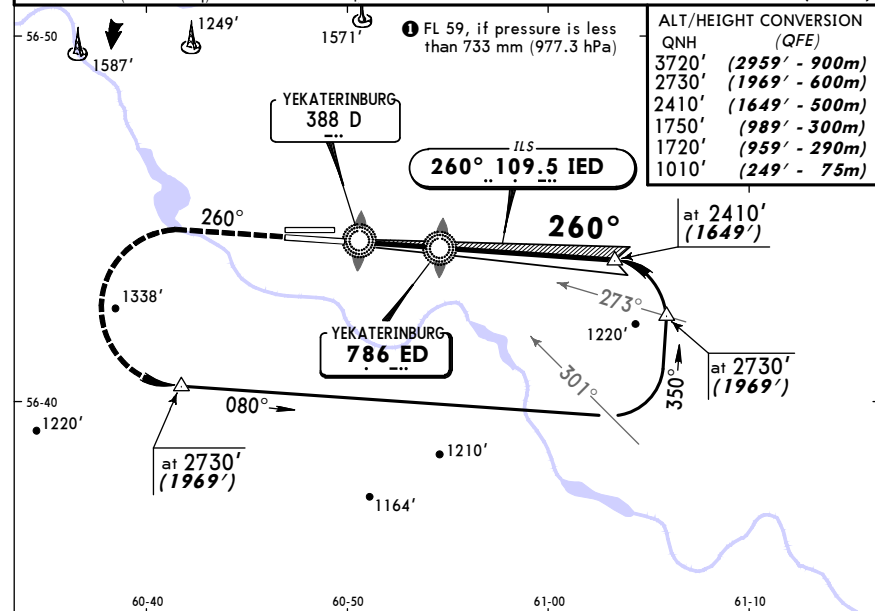 1249'
1587'
1571'
❶ FL 59, if pressure is less
than 733 mm (977.3 hPa)
ALT/HEIGHT CONVERSION
QNH (QFE)
3720' (2959' - 900m)
2730' (1969' - 600m)
2410' (1649' - 500m)
1750' (989' - 300m)
1720' (959' - 290m)
1010' (249' - 75m)
56-50
YEKATERINBURG
388 D
ILS
260° 109.5 IED
260°
260°
at 2410'
(1649')
1338'
273°
1220'
YEKATERINBURG
786 ED
at 2730'
(1969')
301°
350°
56-40
080°
1220'
at 2730'
(1969')
1210'
1164'
60-40
60-50
61-00
61-10